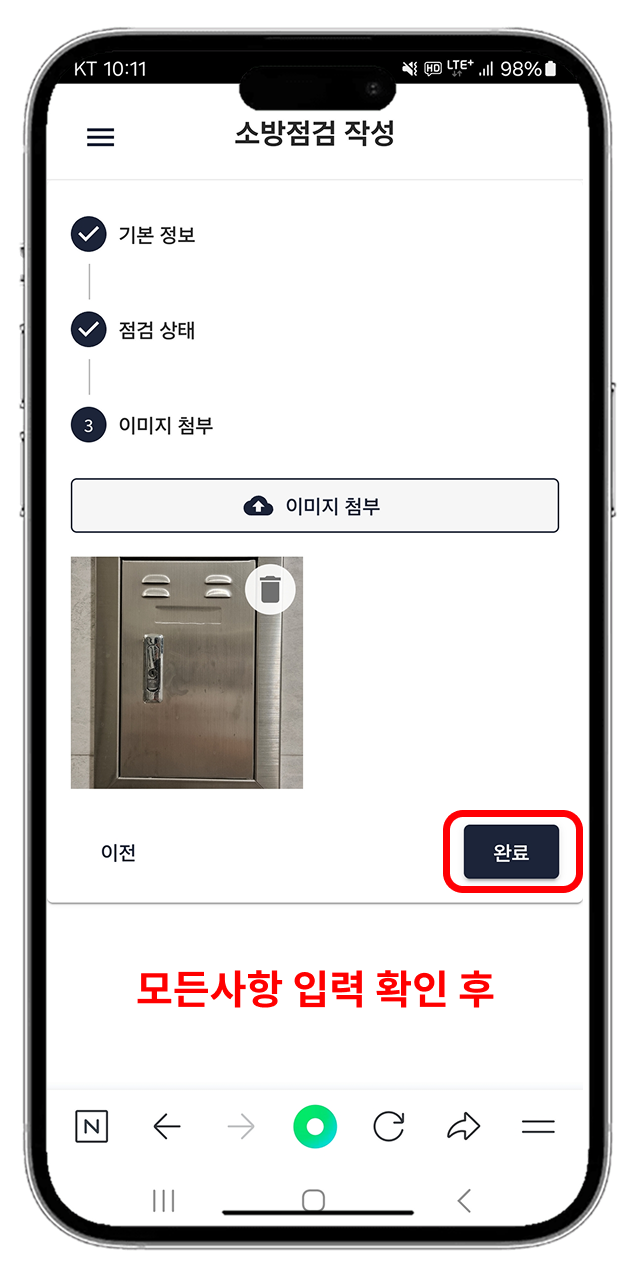 KT 10:11
HD LTE+ 98%
소방점검 작성
기본 정보
점검 상태
3 이미지 첨부
이미지 첨부
이전
완료
모든사항 입력 확인 후
N